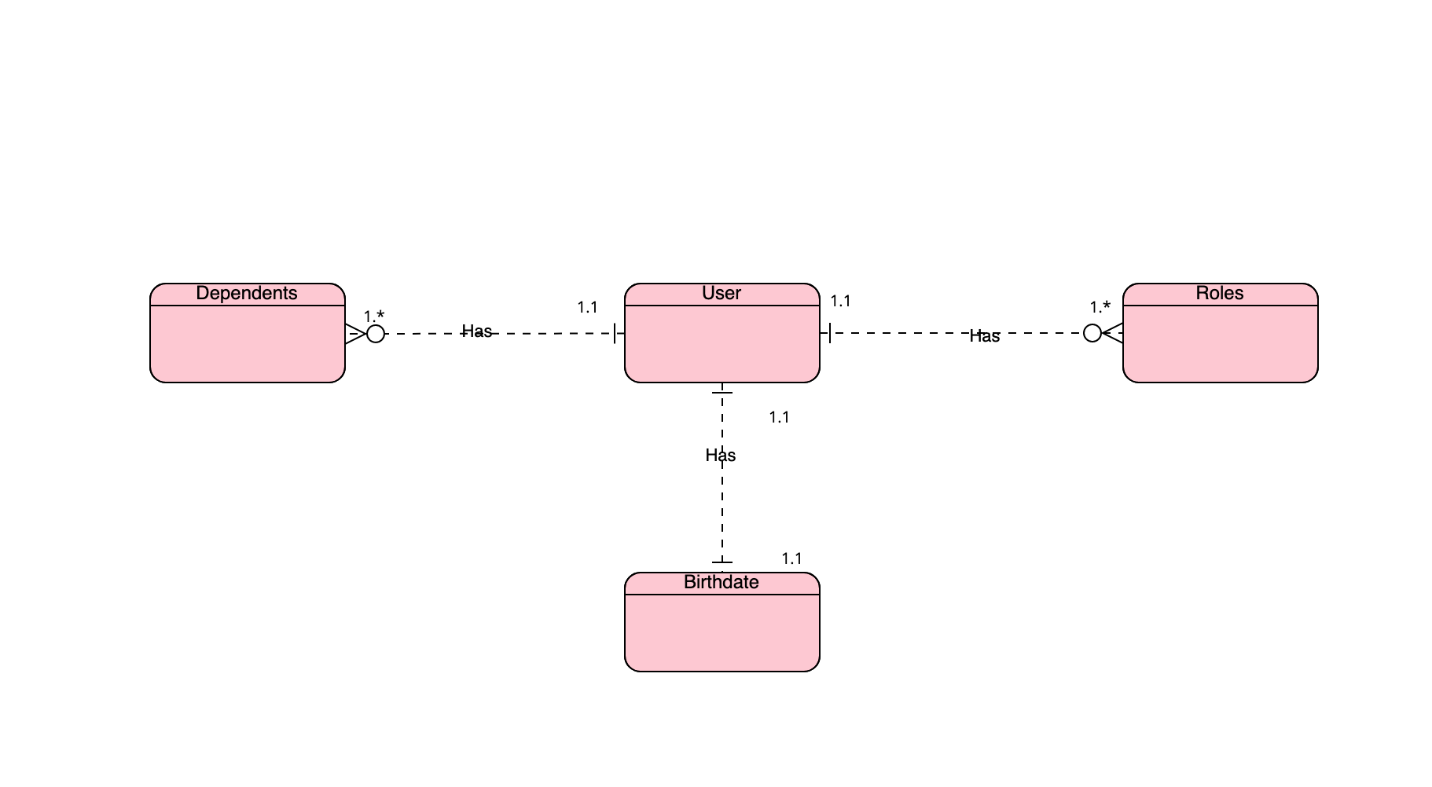 Dependents
User
Roles
1.*
Has
1.1
1.1
Has
1.*
1.1
Has
1.1
Birthdate